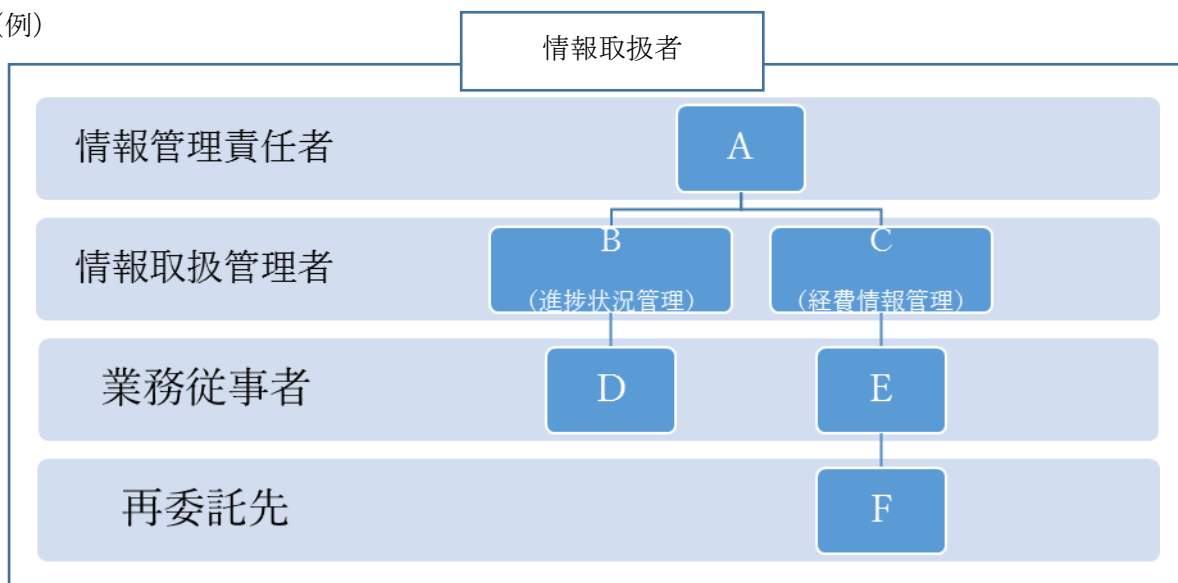 (例)
情報取扱者
情報管理責任者
A
情報取扱管理者
B
(進捗状況管理)
C
(経費情報管理)
業務従事者
D
E
再委託先
F